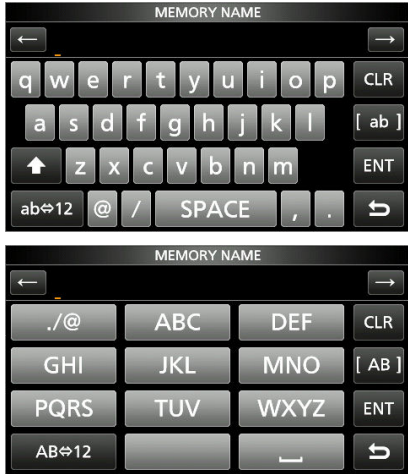 MEMORY NAME
← →
q w e r t y u i o p CLR
a s d f g h j k l [ ab ]
z x c v b n m ENT
ab⇔12 @ / SPACE , .
MEMORY NAME
← →
./@ ABC DEF CLR
GHI JKL MNO [ AB ]
PQRS TUV WXYZ ENT
AB⇔12